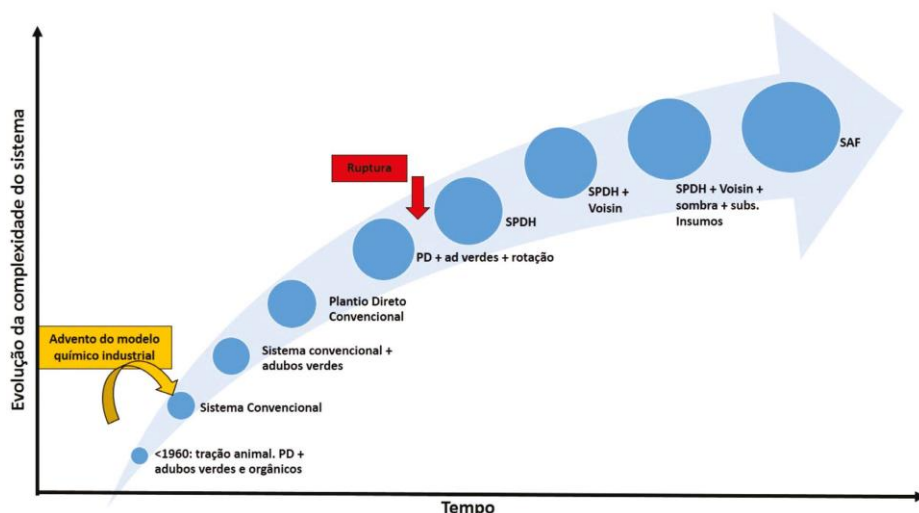 Evolução da complexidade do sistema
Ruptura
SAF
SPDH +
Voisin
SPDH + Voisin +
sombra + subs.
Insumos
SPDH
PD + ad verdes + rotação
Plantio Direto
Convencional
Advento do modelo
químico industrial
Sistema convencional +
adubos verdes
Sistema Convencional
<1960: tração animal. PD +
adubos verdes e orgânicos
Tempo